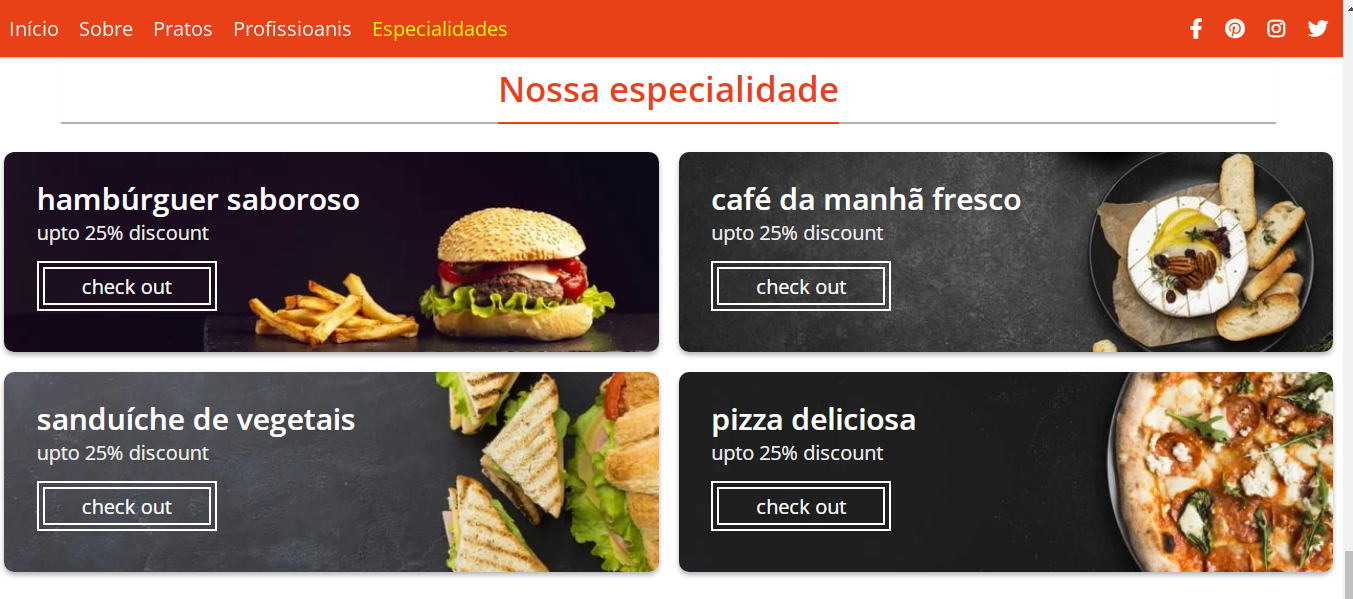 Início Sobre Pratos Profissioanis Especialidades
Nossa especialidade
hambúrguer saboroso
upto 25% discount
check out
café da manhã fresco
upto 25% discount
check out
sanduíche de vegetais
upto 25% discount
check out
pizza deliciosa
upto 25% discount
check out